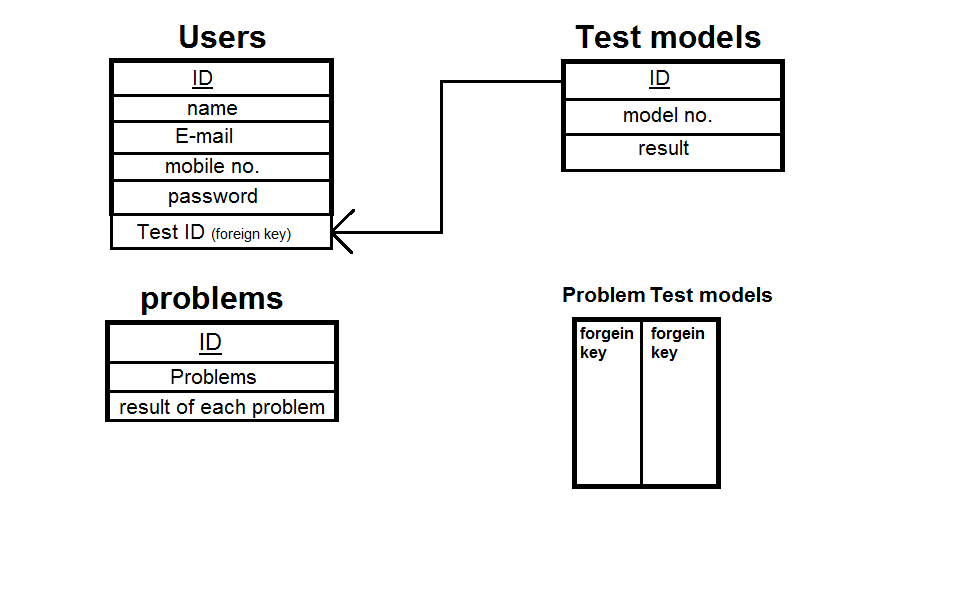 Users
ID
name
E-mail
mobile no.
password
Test ID (foreign key)
Test models
ID
model no.
result
problems
ID
Problems
result of each problem
Problem Test models
forgein
key
forgein
key